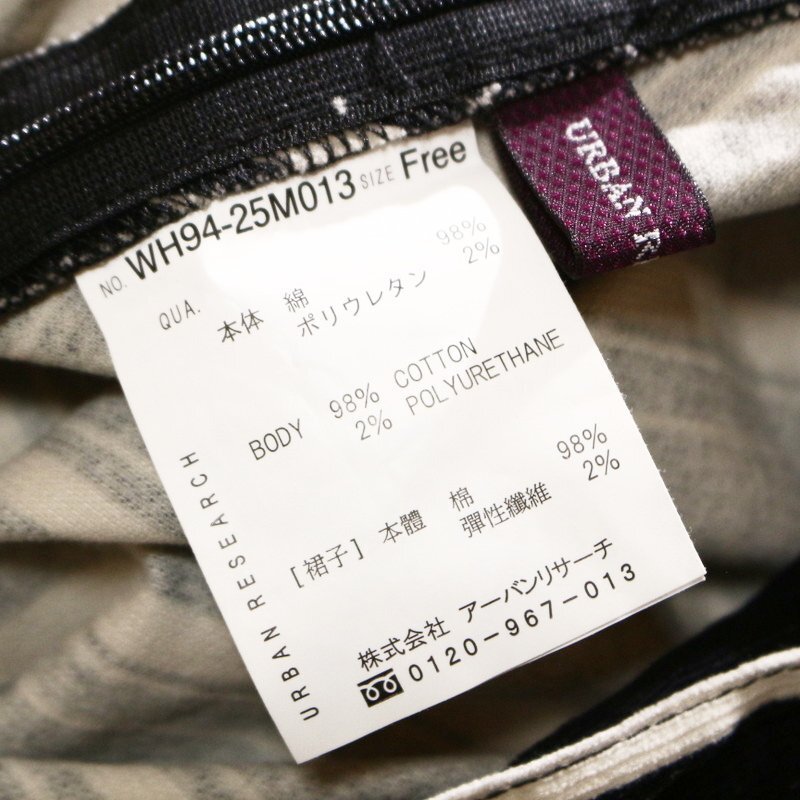 NO. WH94-25M013 SIZE Free
QUA. 本体 綿 98%
ポリウレタン 2%
BODY 98% COTTON
2% POLYURETHANE
[裙子] 本體 棉 98%
彈性纖維 2%
株式会社 アーバンリサーチ
0120-967-013
URBAN RESEARCH
URBAN